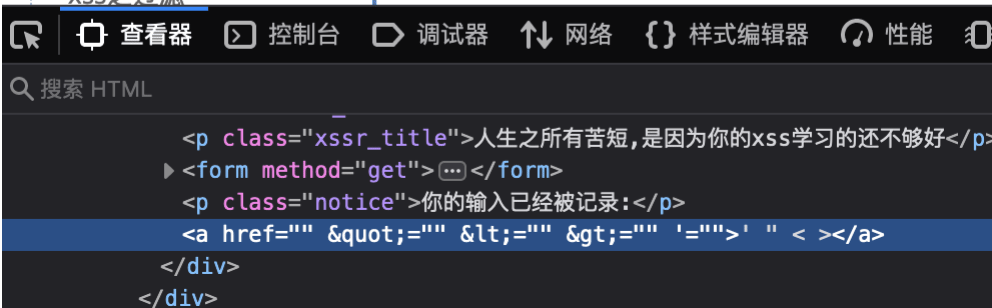 查看器 控制台 调试器 网络 {} 样式编辑器 性能
搜索 HTML
<p class="xssr_title">人生之所有苦短,是因为你的xss学习的还不够好</p>
<form method="get">⋯</form>
<p class="notice">你的输入已经被记录:</p>
<a href="" &quot;="" &lt;="" &gt;="" '="">' " < ></a>
</div>
</div>